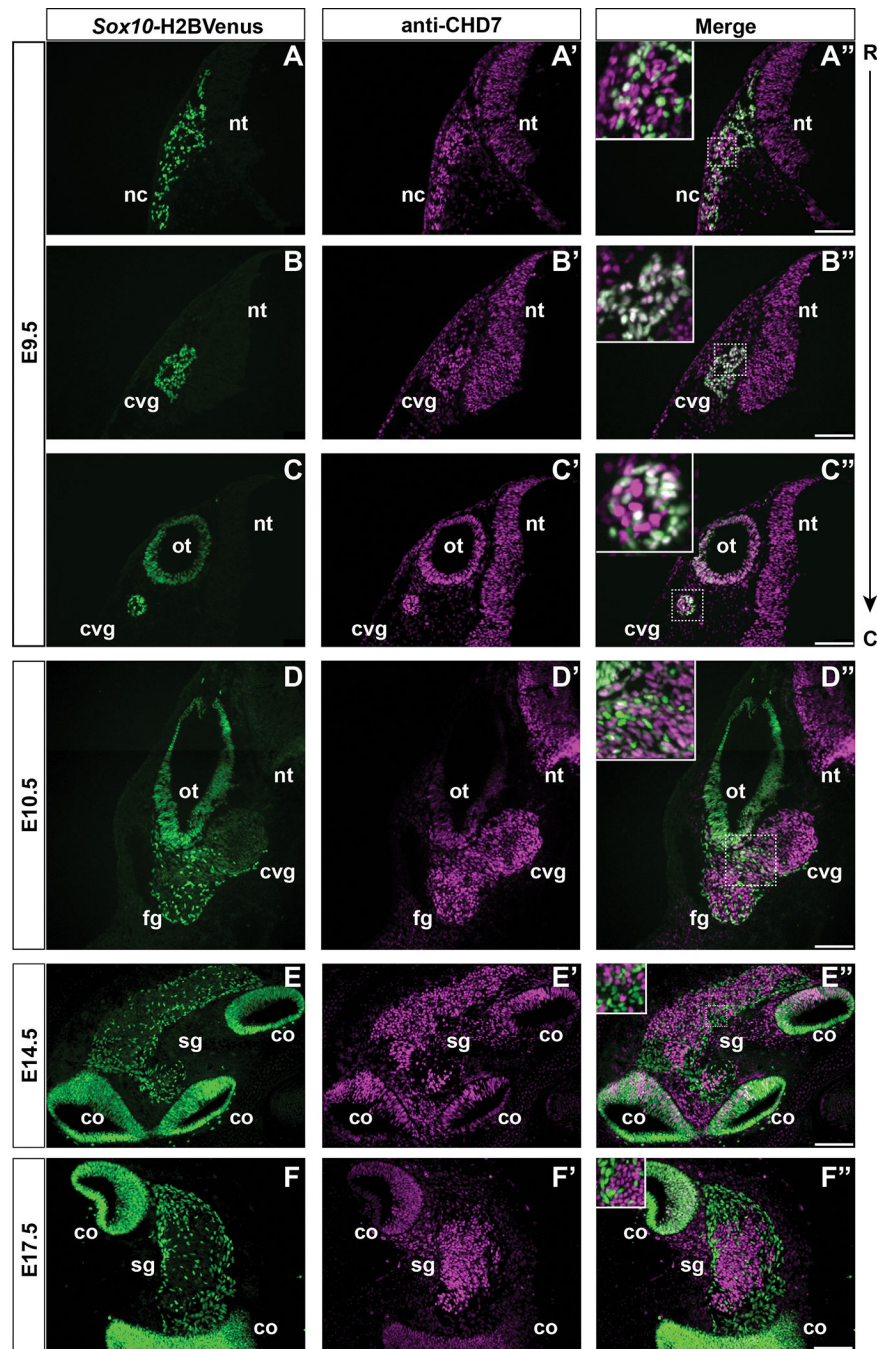 Sox10-H2BVenus anti-CHD7 Merge
E9.5
A nt nc
A’ nt nc
A” nt nc
R
B nt cvg
B’ nt cvg
B” nt cvg
C ot nt cvg
C’ ot nt cvg
C” ot nt cvg
C
E10.5
D ot nt cvg fg
D’ ot nt cvg fg
D” ot nt cvg fg
E14.5
E sg co co co
E’ sg co co co
E” sg co co co
E17.5
F co sg co
F’ co sg co
F” co sg co